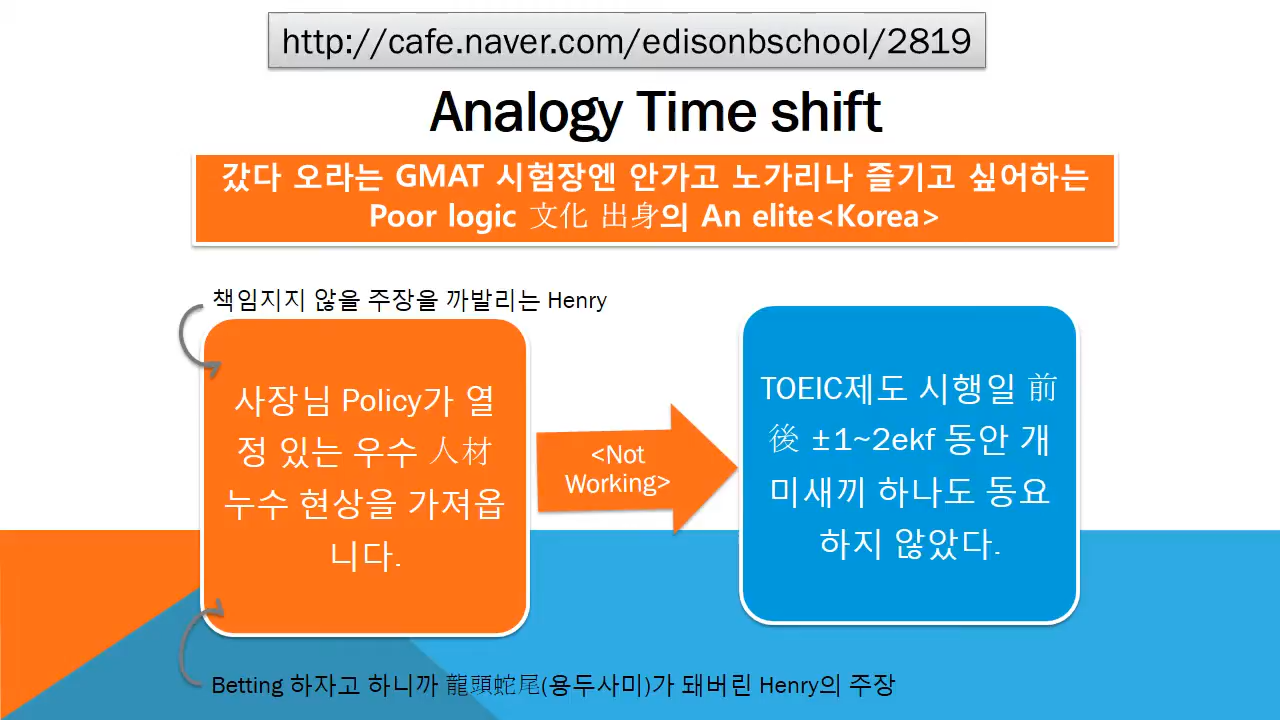 http://cafe.naver.com/edisonbschool/2819
Analogy Time shift
갔다 오라는 GMAT 시험장엔 안가고 노가리나 즐기고 싶어하는
Poor logic 文化 出身의 An elite<Korea>
책임지지 않을 주장을 까발리는 Henry
사장님 Policy가 열
정 있는 우수 人材
누수 현상을 가져옵
니다.
<Not
Working>
TOEIC제도 시행일 前
後 ±1~2ekf 동안 개
미새끼 하나도 동요
하지 않았다.
Betting 하자고 하니까 龍頭蛇尾(용두사미)가 돼버린 Henry의 주장